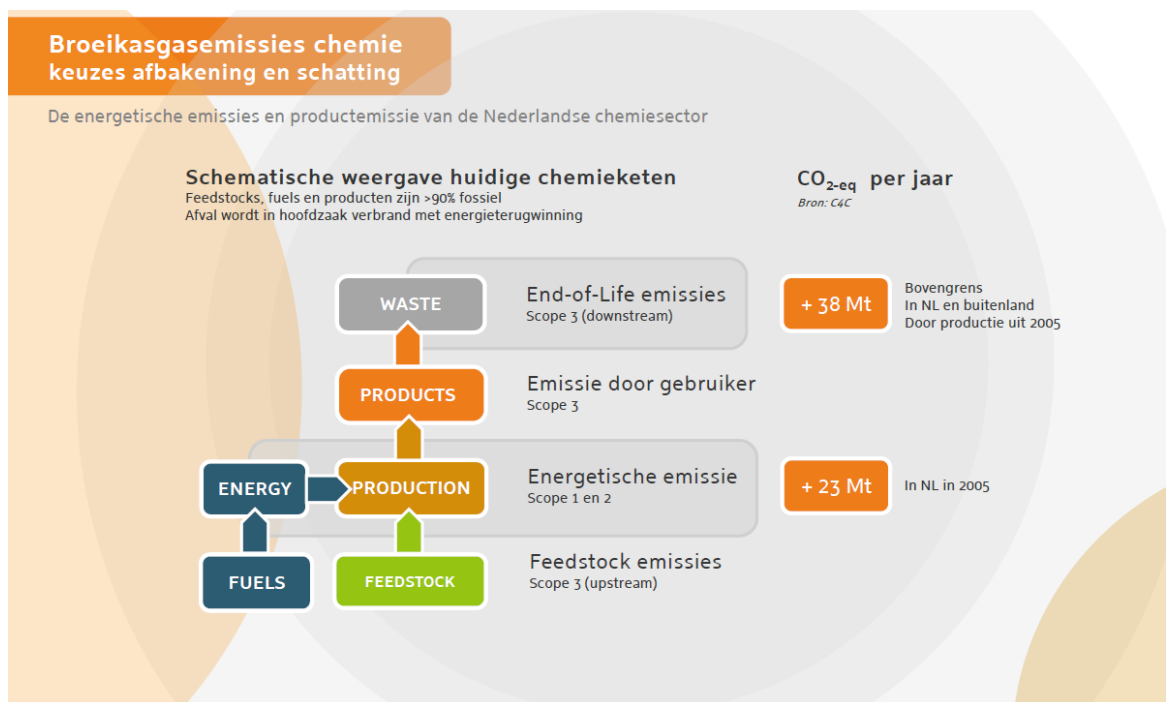 Broeikasgasemissies chemie
keuzes afbakening en schatting
De energetische emissies en productemissie van de Nederlandse chemiesector
Schematische weergave huidige chemieketen
Feedstocks, fuels en producten zijn >90% fossiel
Afval wordt in hoofdzaak verbrand met energieterugwinning
CO2-eq per jaar
Bron: C4C
WASTE
End-of-Life emissies
Scope 3 (downstream)
+ 38 Mt
Bovengrens
In NL en buitenland
Door productie uit 2005
PRODUCTS
Emissie door gebruiker
Scope 3
ENERGY
PRODUCTION
Energetische emissie
Scope 1 en 2
+ 23 Mt
In NL in 2005
FUELS
FEEDSTOCK
Feedstock emissies
Scope 3 (upstream)